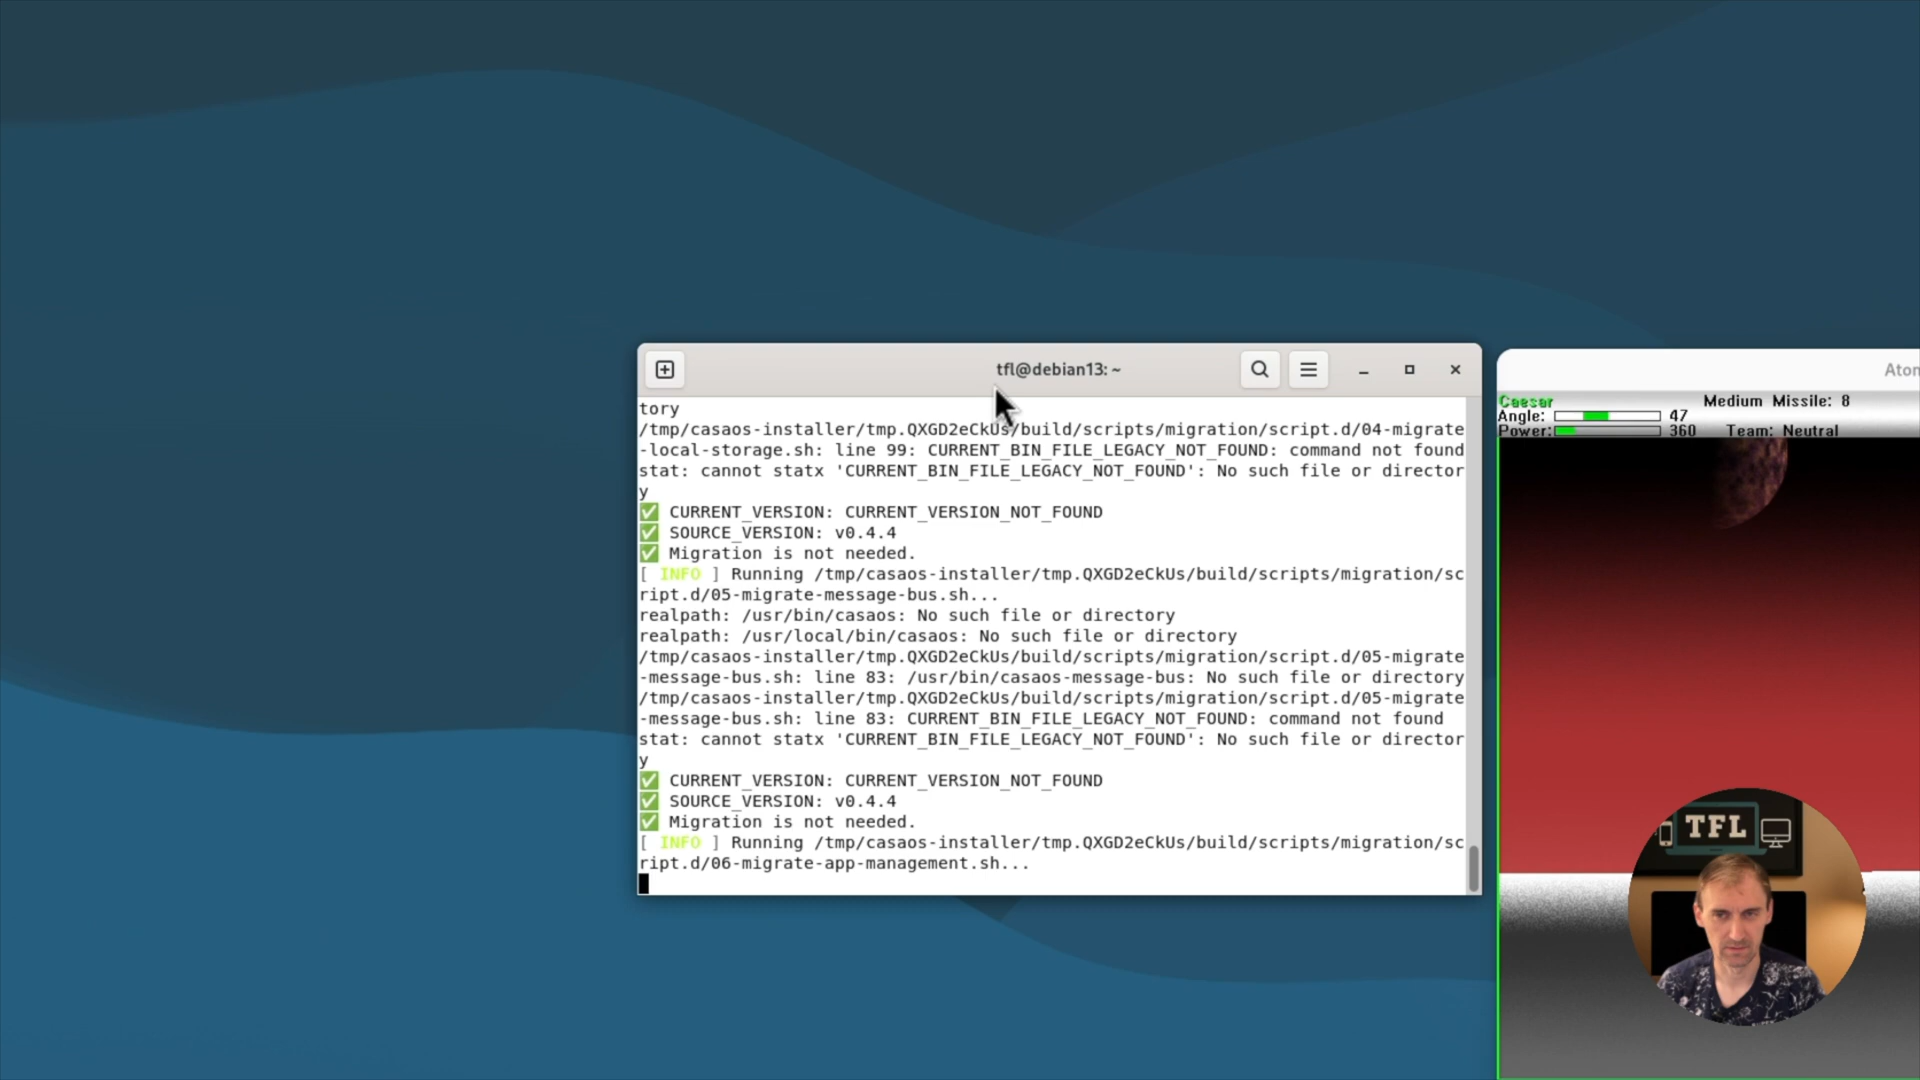 tfl@debian13: ~
tory
/tmp/casaos-installer/tmp.QXGD2eCkUs/build/scripts/migration/script.d/04-migrate
-local-storage.sh: line 99: CURRENT_BIN_FILE_LEGACY_NOT_FOUND: command not found
stat: cannot statx 'CURRENT_BIN_FILE_LEGACY_NOT_FOUND': No such file or director
y
✅ CURRENT_VERSION: CURRENT_VERSION_NOT_FOUND
✅ SOURCE_VERSION: v0.4.4
✅ Migration is not needed.
[ INFO ] Running /tmp/casaos-installer/tmp.QXGD2eCkUs/build/scripts/migration/sc
ript.d/05-migrate-message-bus.sh...
realpath: /usr/bin/casaos: No such file or directory
realpath: /usr/local/bin/casaos: No such file or directory
/tmp/casaos-installer/tmp.QXGD2eCkUs/build/scripts/migration/script.d/05-migrate
-message-bus.sh: line 83: /usr/bin/casaos-message-bus: No such file or directory
/tmp/casaos-installer/tmp.QXGD2eCkUs/build/scripts/migration/script.d/05-migrate
-message-bus.sh: line 83: CURRENT_BIN_FILE_LEGACY_NOT_FOUND: command not found
stat: cannot statx 'CURRENT_BIN_FILE_LEGACY_NOT_FOUND': No such file or director
y
✅ CURRENT_VERSION: CURRENT_VERSION_NOT_FOUND
✅ SOURCE_VERSION: v0.4.4
✅ Migration is not needed.
[ INFO ] Running /tmp/casaos-installer/tmp.QXGD2eCkUs/build/scripts/migration/sc
ript.d/06-migrate-app-management.sh...
Atom
Caesar Medium Missile: 8
Angle: 47
Power: 360 Team: Neutral
TFL